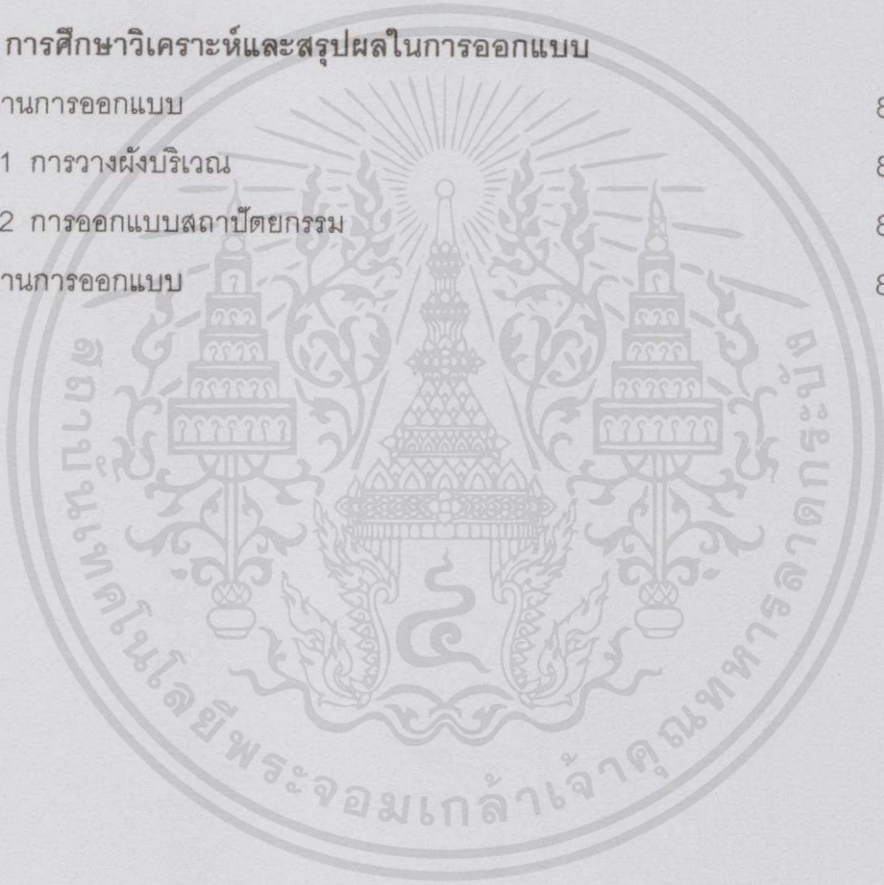 การศึกษาวิเคราะห์และสรุปผลในการออกแบบ
านการออกแบบ
1 การวางผังบริเวณ
2 การออกแบบสถาปัตยกรรม
านการออกแบบ
สถาบันเทคโนโลยีพระจอมเกล้าเจ้าคุณทหารลาดกระบัง
๔